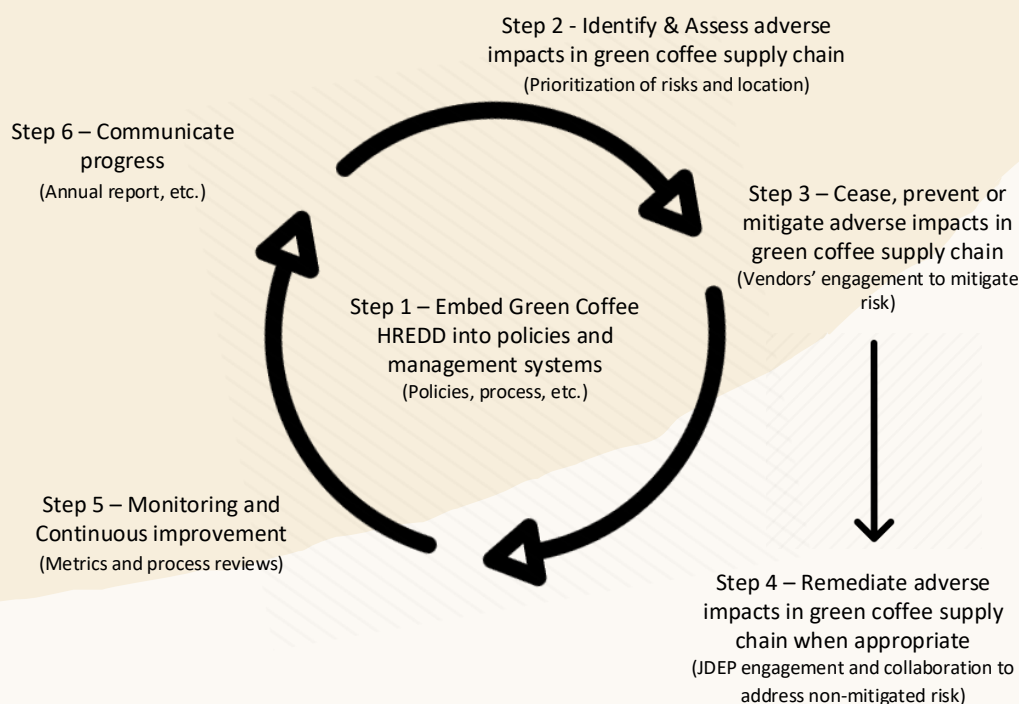 Step 2 - Identify & Assess adverse
impacts in green coffee supply chain
(Prioritization of risks and location)
Step 6 – Communicate
progress
(Annual report, etc.)
Step 3 – Cease, prevent or
mitigate adverse impacts in
green coffee supply chain
(Vendors’ engagement to mitigate
risk)
Step 1 – Embed Green Coffee
HREDD into policies and
management systems
(Policies, process, etc.)
Step 5 – Monitoring and
Continuous improvement
(Metrics and process reviews)
Step 4 – Remediate adverse
impacts in green coffee supply
chain when appropriate
(JDEP engagement and collaboration to
address non-mitigated risk)